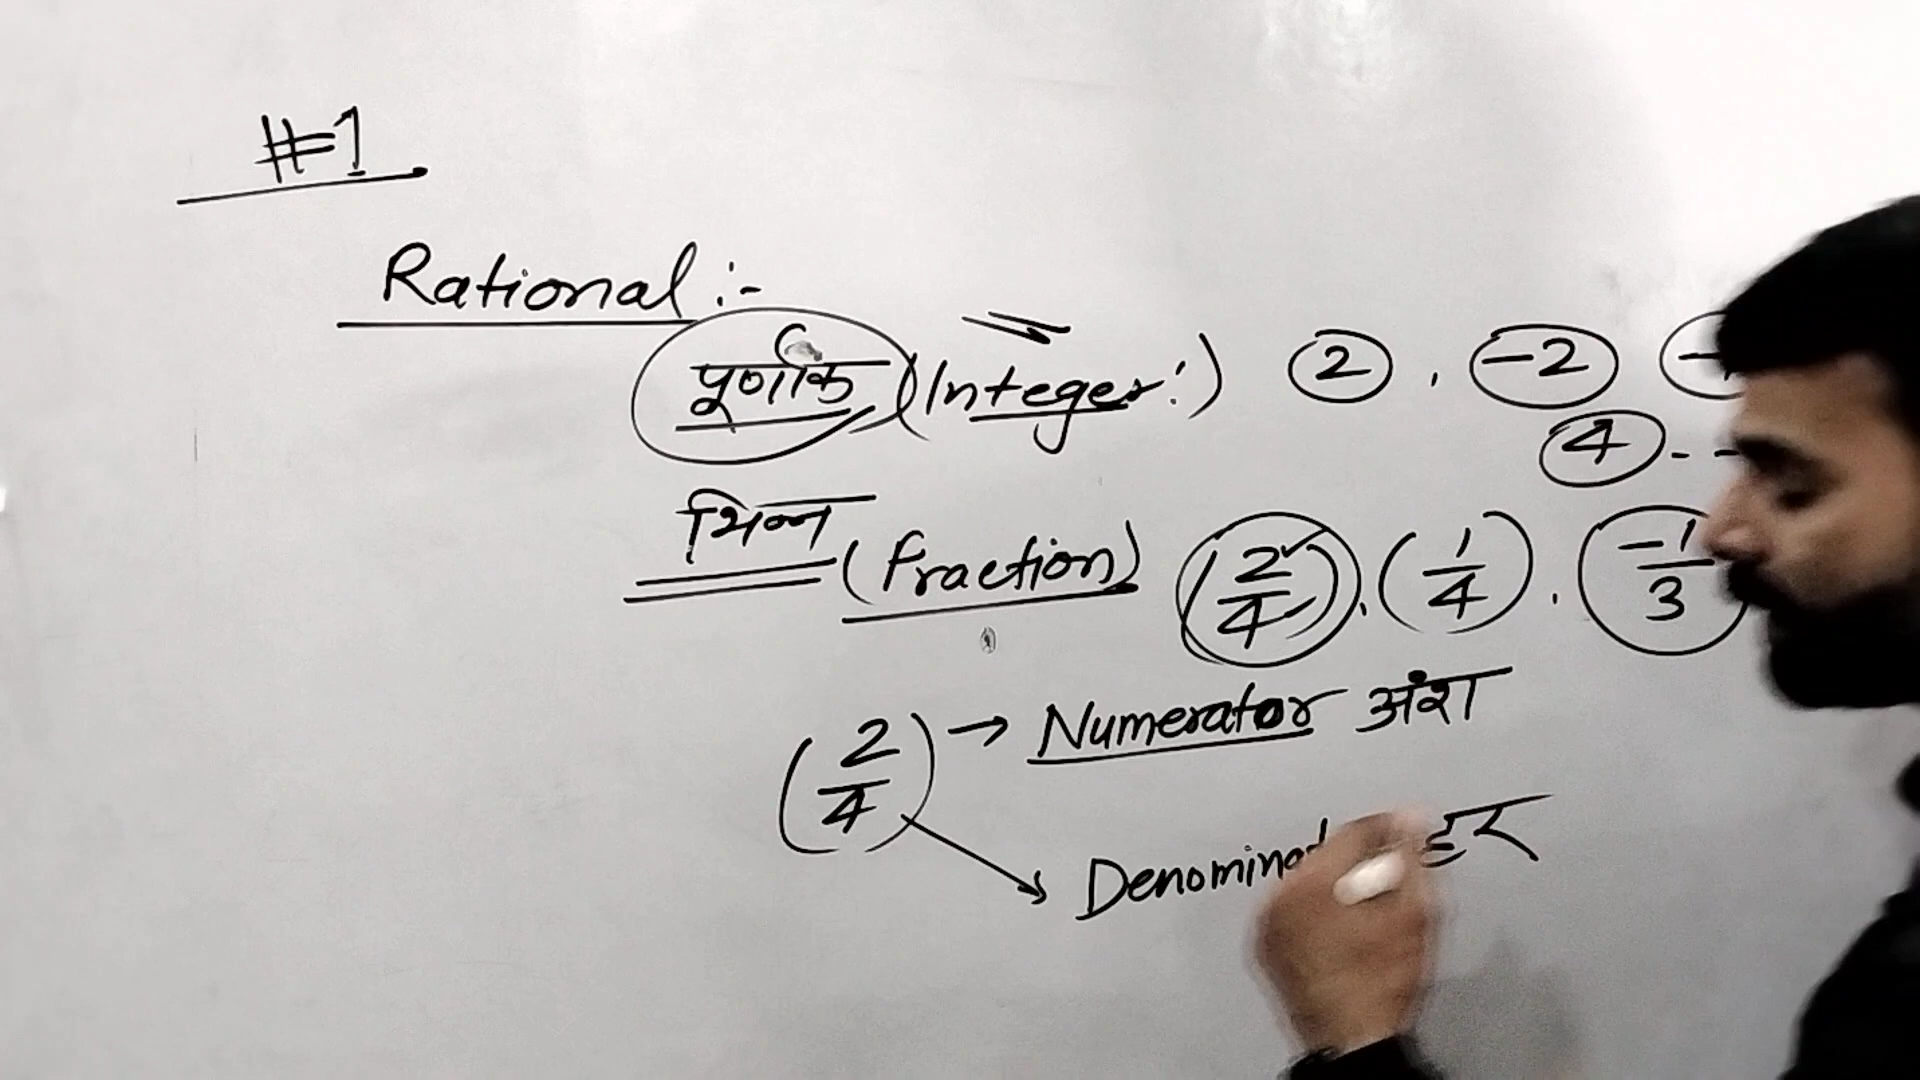 #1
Rational :-
पूर्णांक (Integer:) 2 , -2
4 - -
भिन्न (fraction) (2/4) , (1/4) , (-1/3)
(2/4) → Numerator अंश
→ Denominat हर